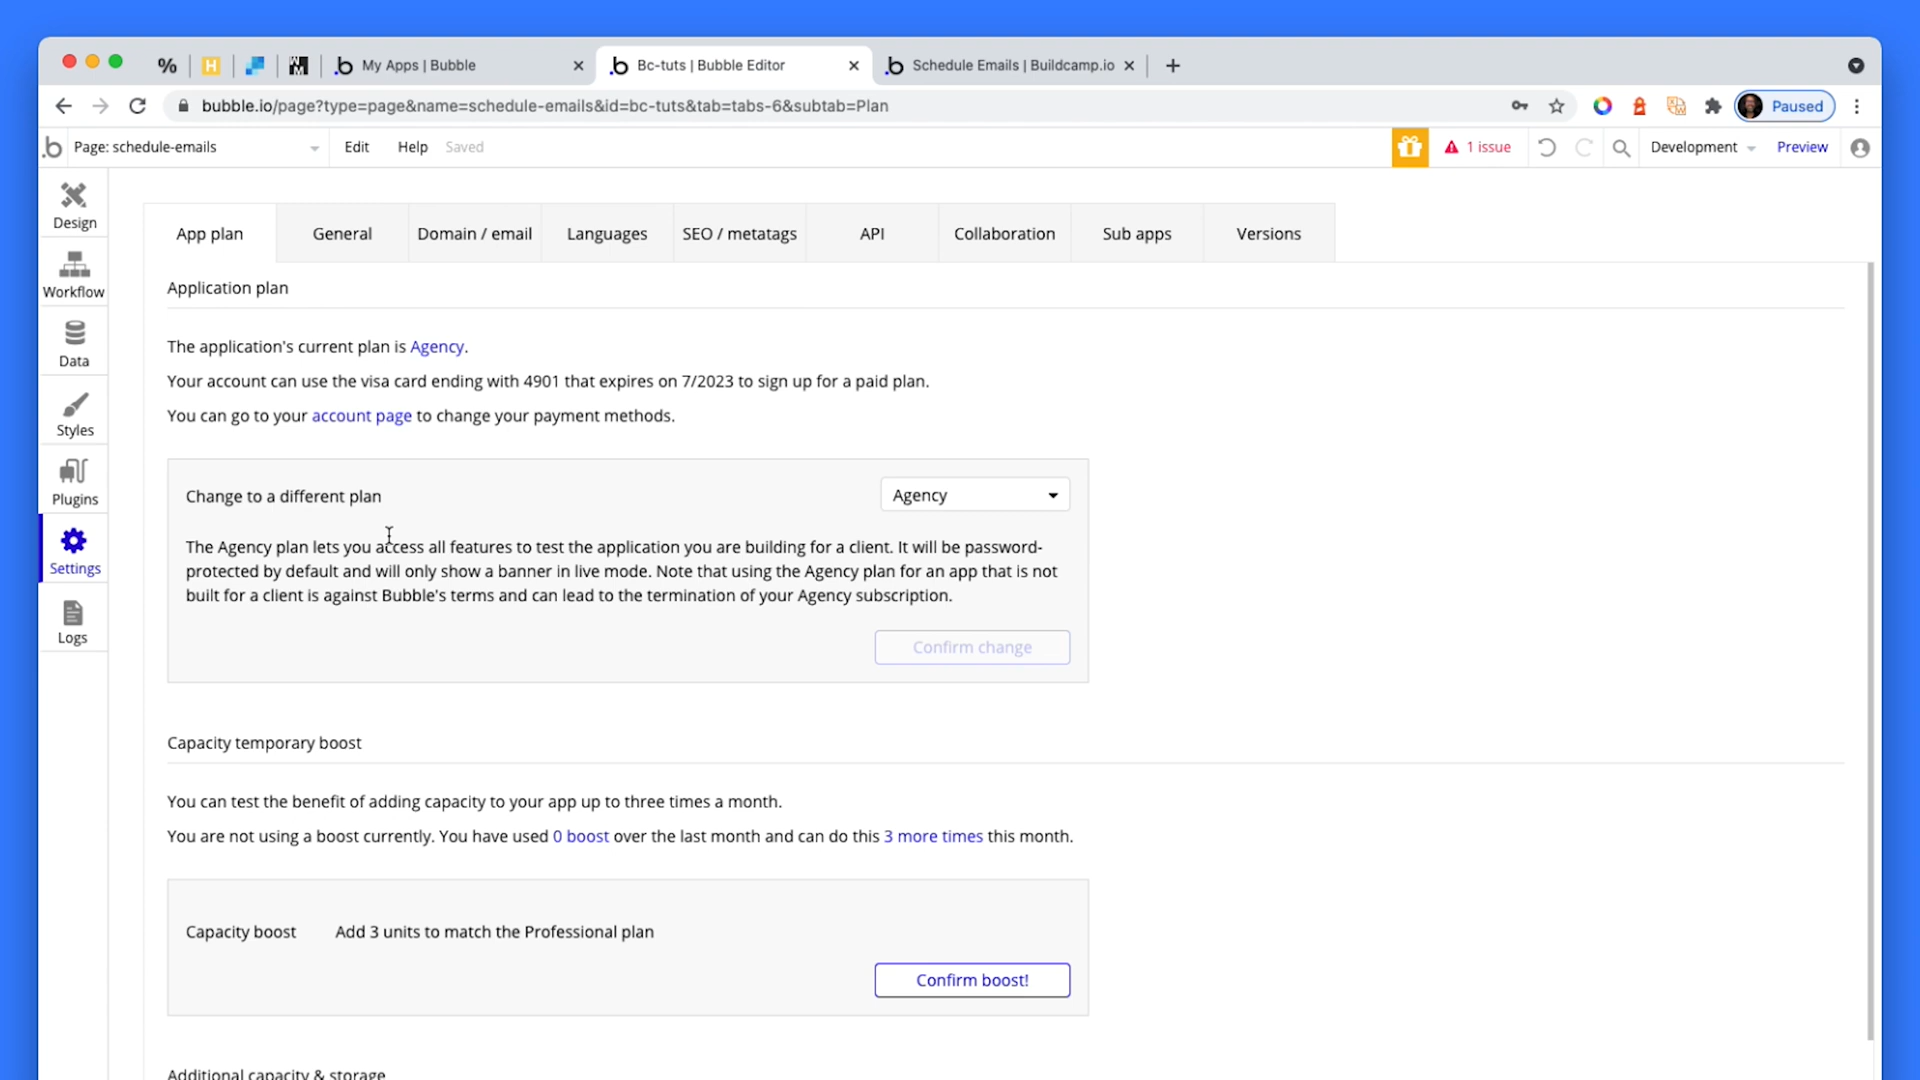 %
H
My Apps | Bubble
Bc-tuts | Bubble Editor
Schedule Emails | Buildcamp.io
bubble.io/page?type=page&name=schedule-emails&id=bc-tuts&tab=tabs-6&subtab=Plan
Paused
Page: schedule-emails
Edit
Help
Saved
1 issue
Development
Preview
Design
Workflow
Data
Styles
Plugins
Settings
Logs
App plan
General
Domain / email
Languages
SEO / metatags
API
Collaboration
Sub apps
Versions
Application plan
The application's current plan is Agency.
Your account can use the visa card ending with 4901 that expires on 7/2023 to sign up for a paid plan.
You can go to your account page to change your payment methods.
Change to a different plan
Agency
The Agency plan lets you access all features to test the application you are building for a client. It will be password-
protected by default and will only show a banner in live mode. Note that using the Agency plan for an app that is not
built for a client is against Bubble's terms and can lead to the termination of your Agency subscription.
Confirm change
Capacity temporary boost
You can test the benefit of adding capacity to your app up to three times a month.
You are not using a boost currently. You have used 0 boost over the last month and can do this 3 more times this month.
Capacity boost
Add 3 units to match the Professional plan
Confirm boost!
Additional capacity & storage